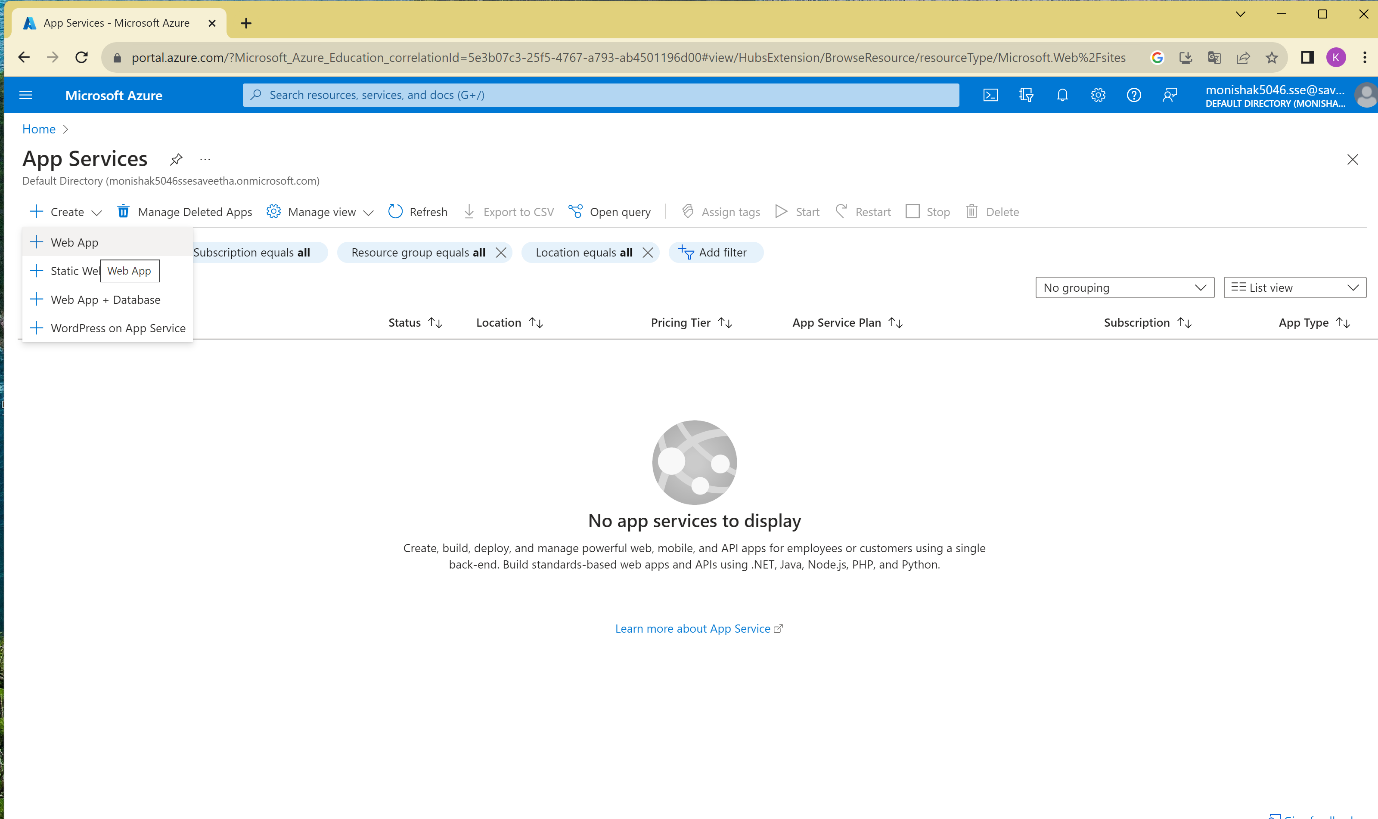 App Services - Microsoft Azure
portal.azure.com/?Microsoft_Azure_Education_correlationId=5e3b07c3-25f5-4767-a793-ab4501196d00#view/HubsExtension/BrowseResource/resourceType/Microsoft.Web%2Fsites
K
Microsoft Azure
Search resources, services, and docs (G+/)
monishak5046.sse@sav...
DEFAULT DIRECTORY (MONISHA...
Home
App Services
Default Directory (monishak5046ssesaveetha.onmicrosoft.com)
Create Manage Deleted Apps Manage view Refresh Export to CSV Open query Assign tags Start Restart Stop Delete
Web App
Subscription equals all Resource group equals all Location equals all Add filter
Static Web
Web App
No grouping List view
Web App + Database
WordPress on App Service
Status Location Pricing Tier App Service Plan Subscription App Type
No app services to display
Create, build, deploy, and manage powerful web, mobile, and API apps for employees or customers using a single
back-end. Build standards-based web apps and APIs using .NET, Java, Node.js, PHP, and Python.
Learn more about App Service